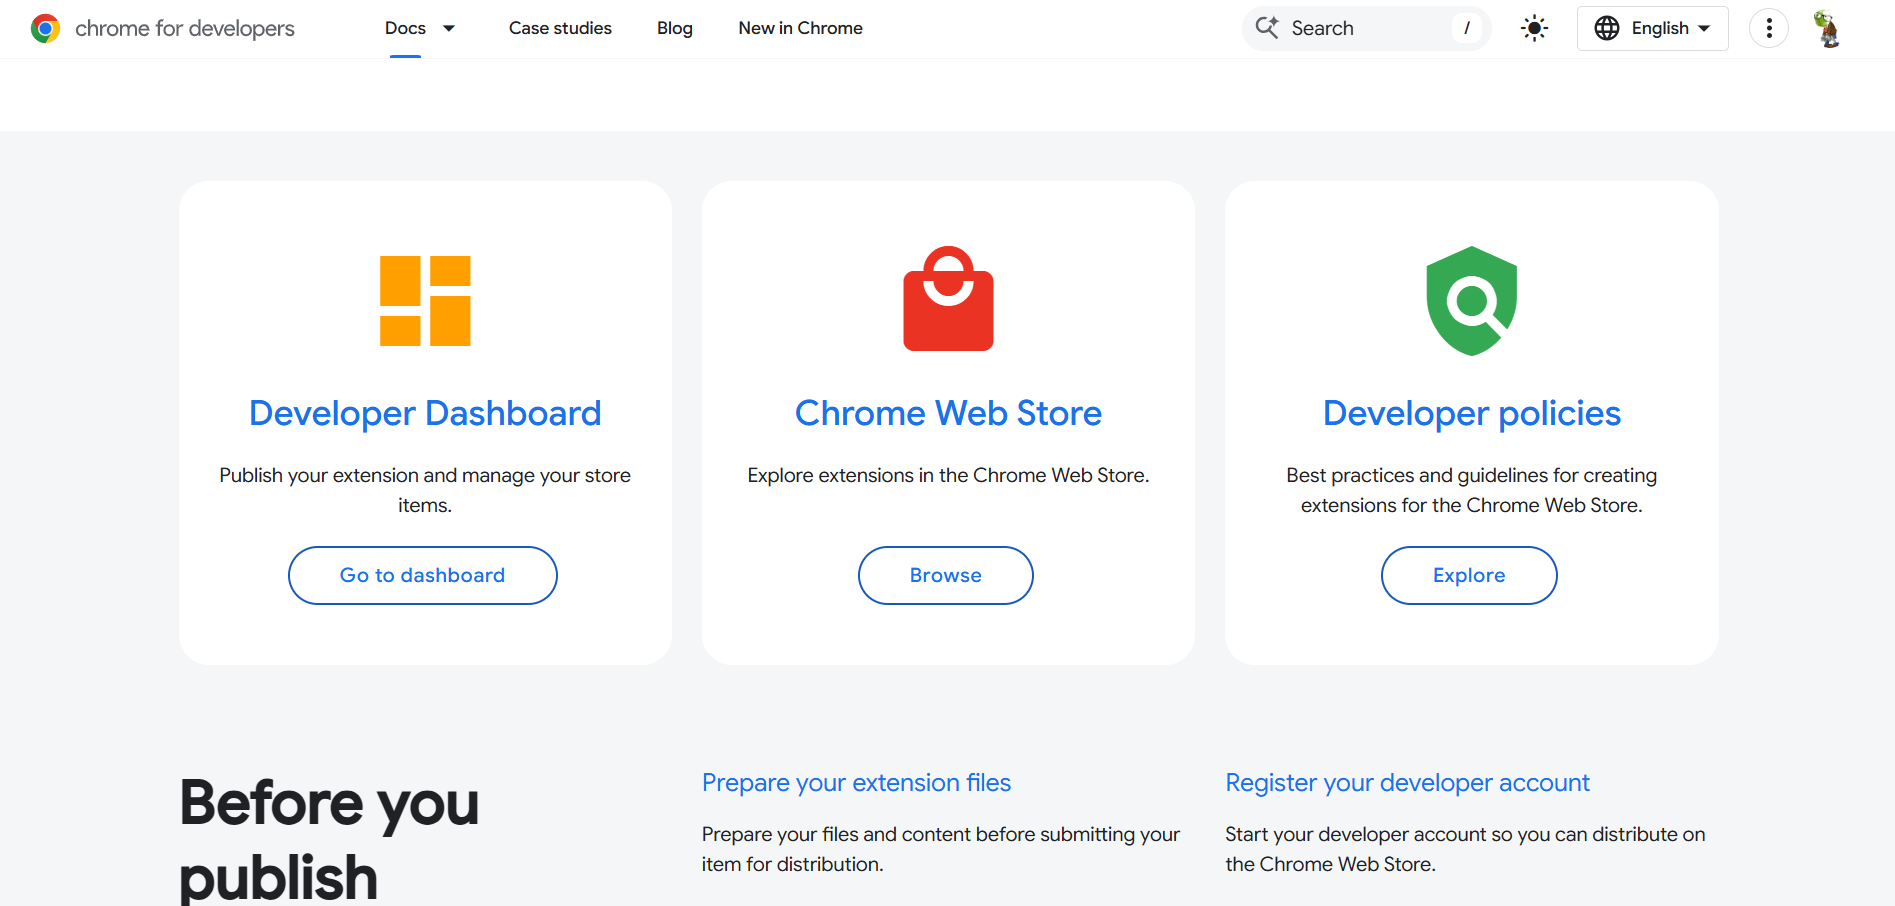 chrome for developers
Docs
Case studies
Blog
New in Chrome
Search
/
English
Developer Dashboard
Publish your extension and manage your store
items.
Go to dashboard
Chrome Web Store
Explore extensions in the Chrome Web Store.
Browse
Developer policies
Best practices and guidelines for creating
extensions for the Chrome Web Store.
Explore
Before you
publish
Prepare your extension files
Prepare your files and content before submitting your
item for distribution.
Register your developer account
Start your developer account so you can distribute on
the Chrome Web Store.